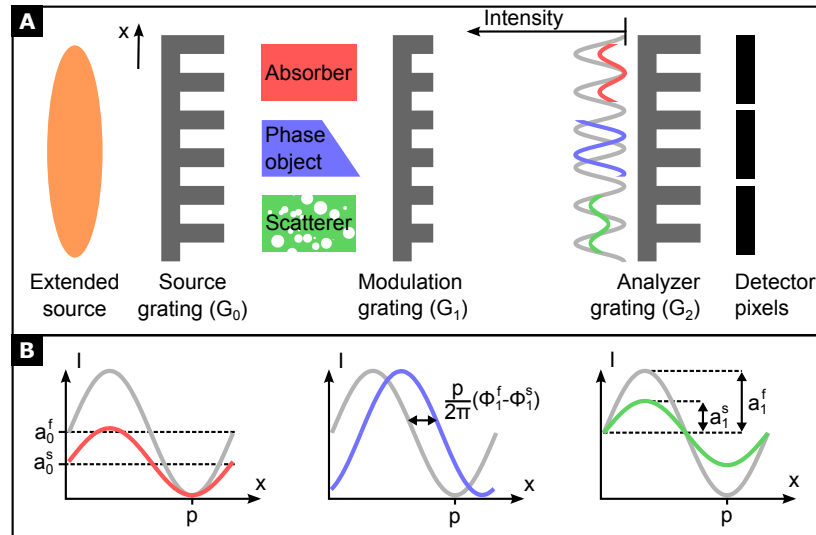 A
x
Intensity
Absorber
Phase
object
Scatterer
Extended
source
Source
grating (G₀)
Modulation
grating (G₁)
Analyzer
grating (G₂)
Detector
pixels
B
I
a₀ᶠ
a₀ˢ
x
p
I
p/2π(Φ₁ᶠ-Φ₁ˢ)
x
p
I
a₁ˢ
a₁ᶠ
x
p